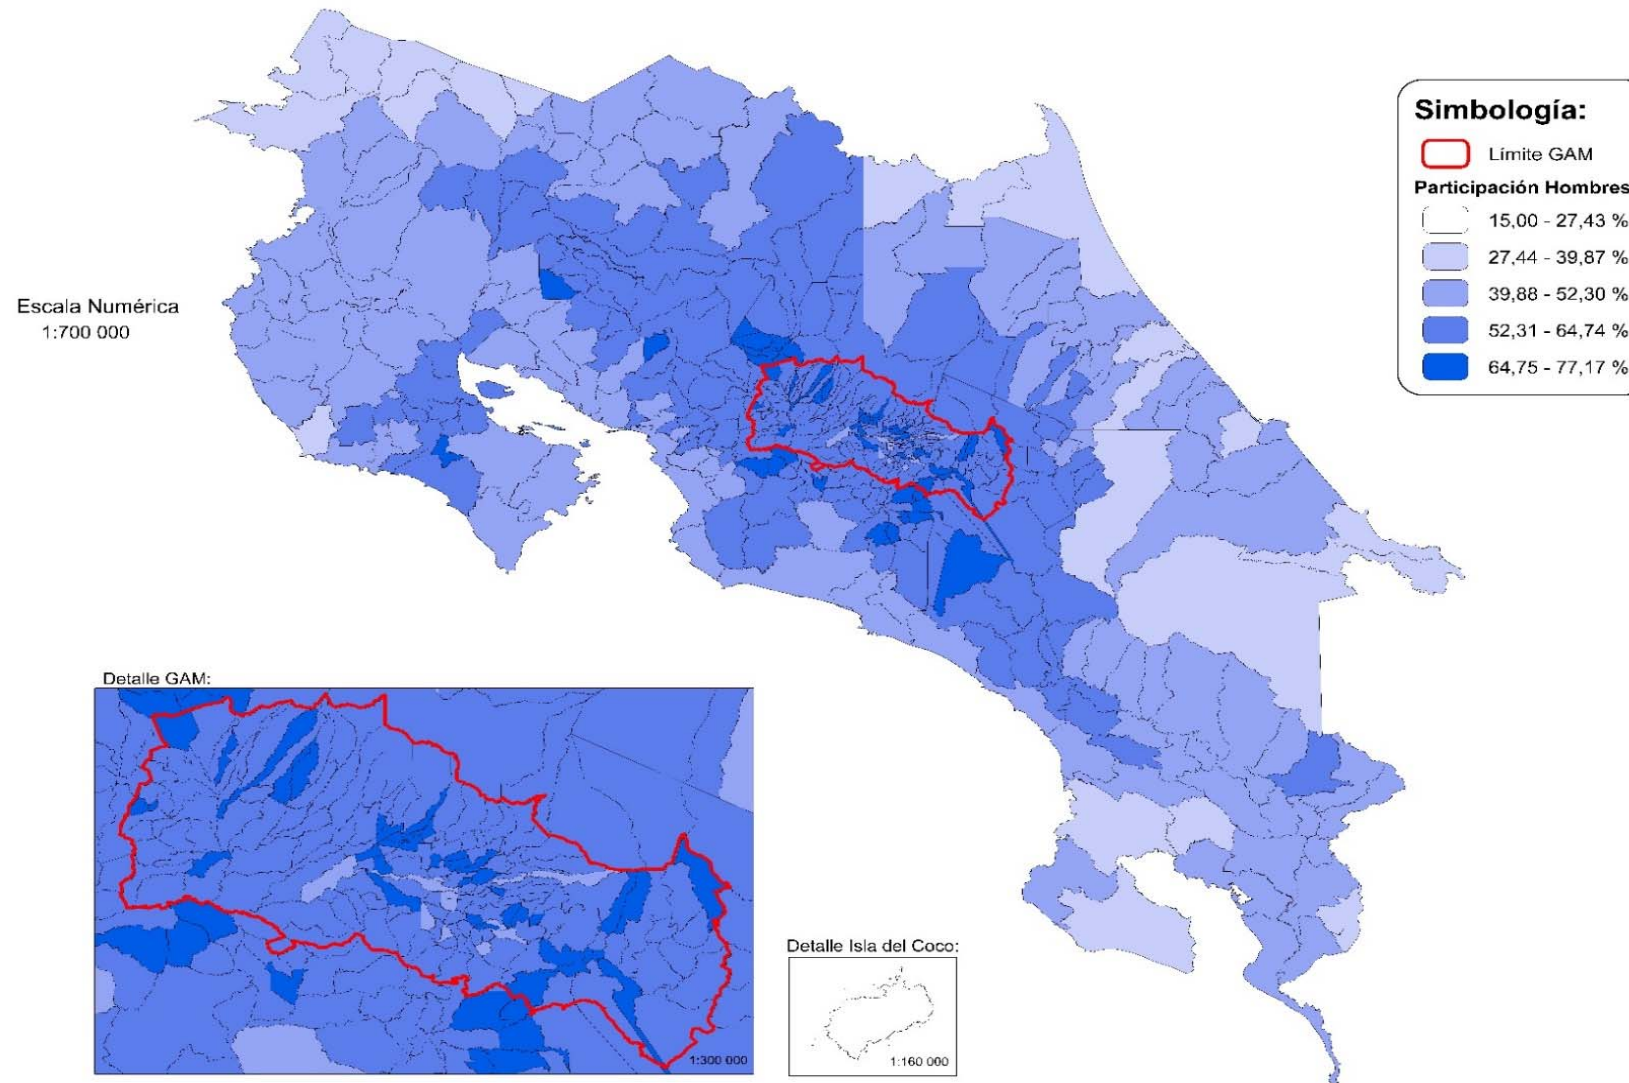 Simbología:
Límite GAM
Participación Hombres
15,00 - 27,43 %
27,44 - 39,87 %
39,88 - 52,30 %
52,31 - 64,74 %
64,75 - 77,17 %
Escala Numérica
1:700 000
Detalle GAM:
1:300 000
Detalle Isla del Coco:
1:160 000